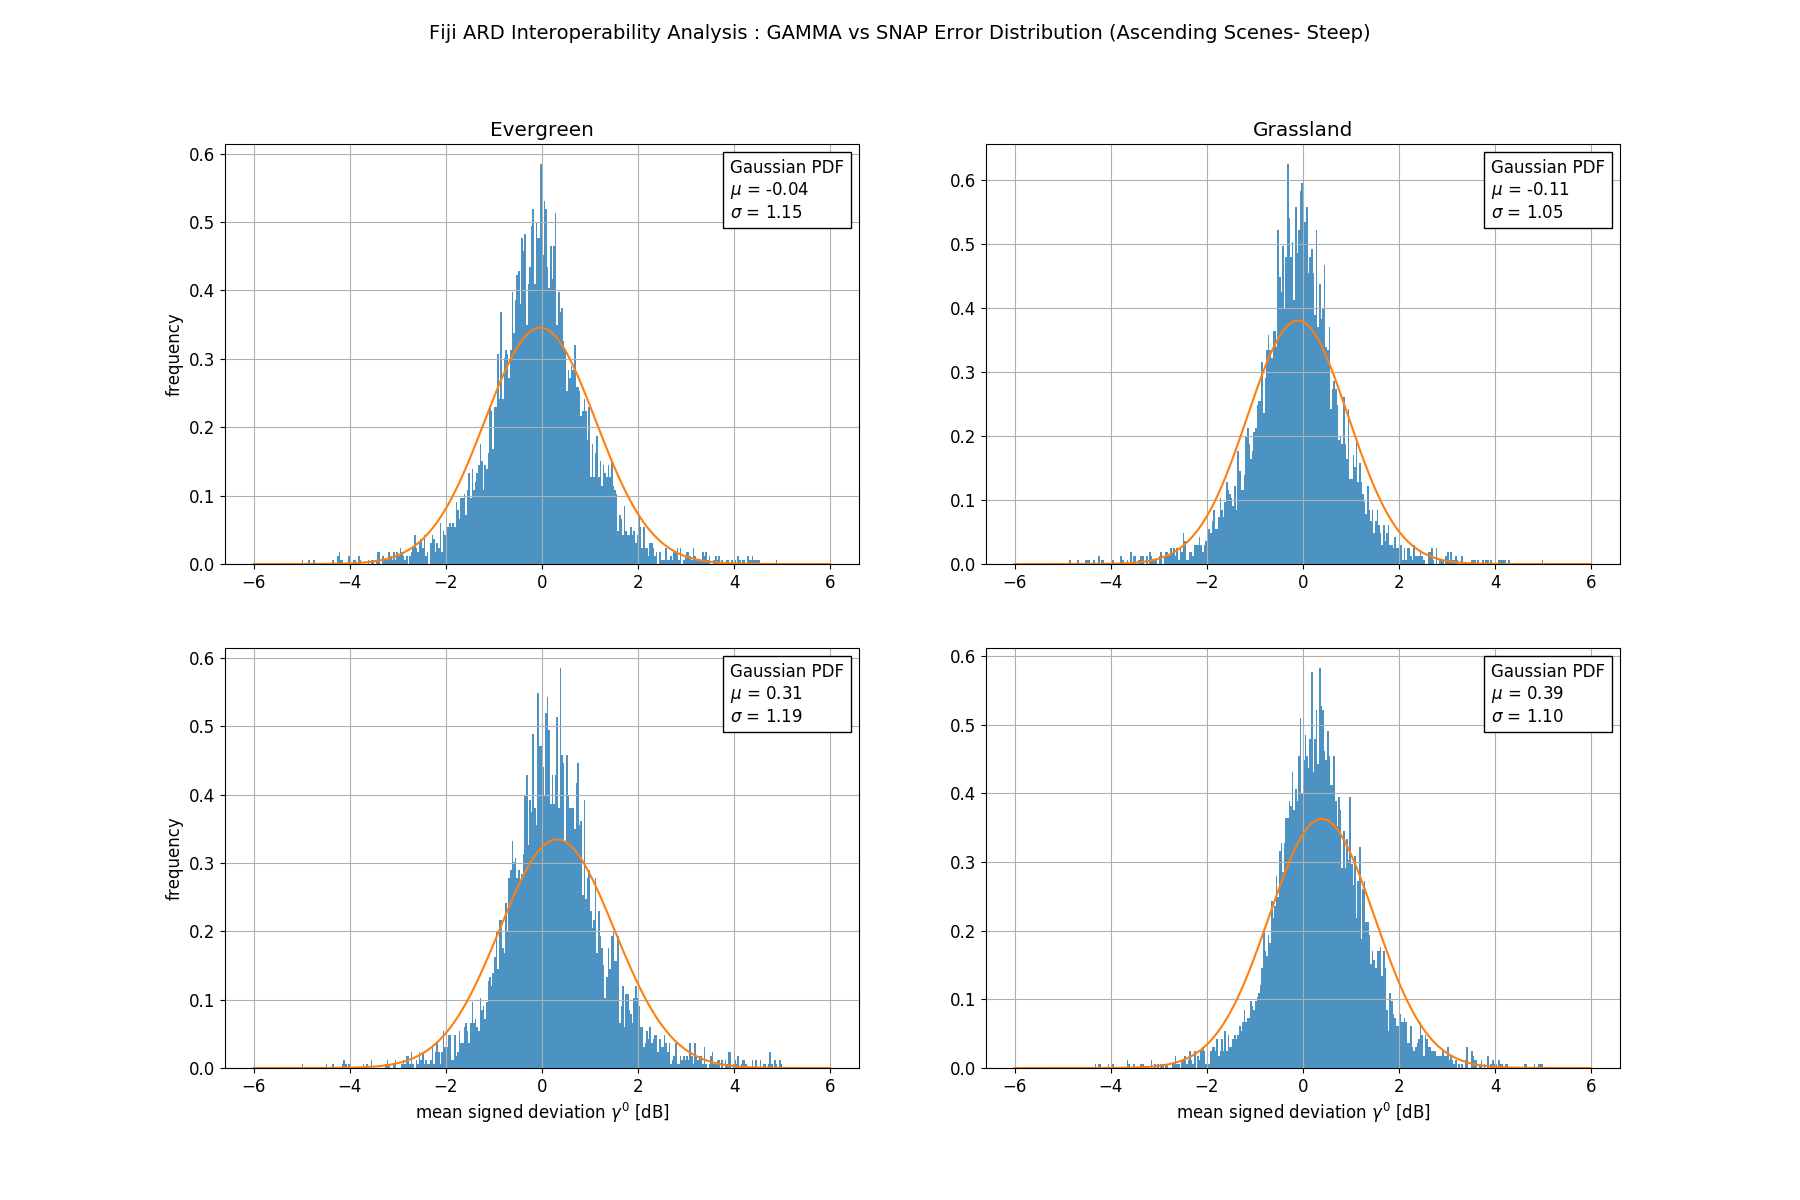 Fiji ARD Interoperability Analysis : GAMMA vs SNAP Error Distribution (Ascending Scenes- Steep)
Evergreen
Grassland
Gaussian PDF
μ = -0.04
σ = 1.15
Gaussian PDF
μ = -0.11
σ = 1.05
frequency
0.6
0.5
0.4
0.3
0.2
0.1
0.0
−6 −4 −2 0 2 4 6
0.6
0.5
0.4
0.3
0.2
0.1
0.0
−6 −4 −2 0 2 4 6
Gaussian PDF
μ = 0.31
σ = 1.19
Gaussian PDF
μ = 0.39
σ = 1.10
frequency
0.6
0.5
0.4
0.3
0.2
0.1
0.0
−6 −4 −2 0 2 4 6
mean signed deviation γ⁰ [dB]
0.6
0.5
0.4
0.3
0.2
0.1
0.0
−6 −4 −2 0 2 4 6
mean signed deviation γ⁰ [dB]